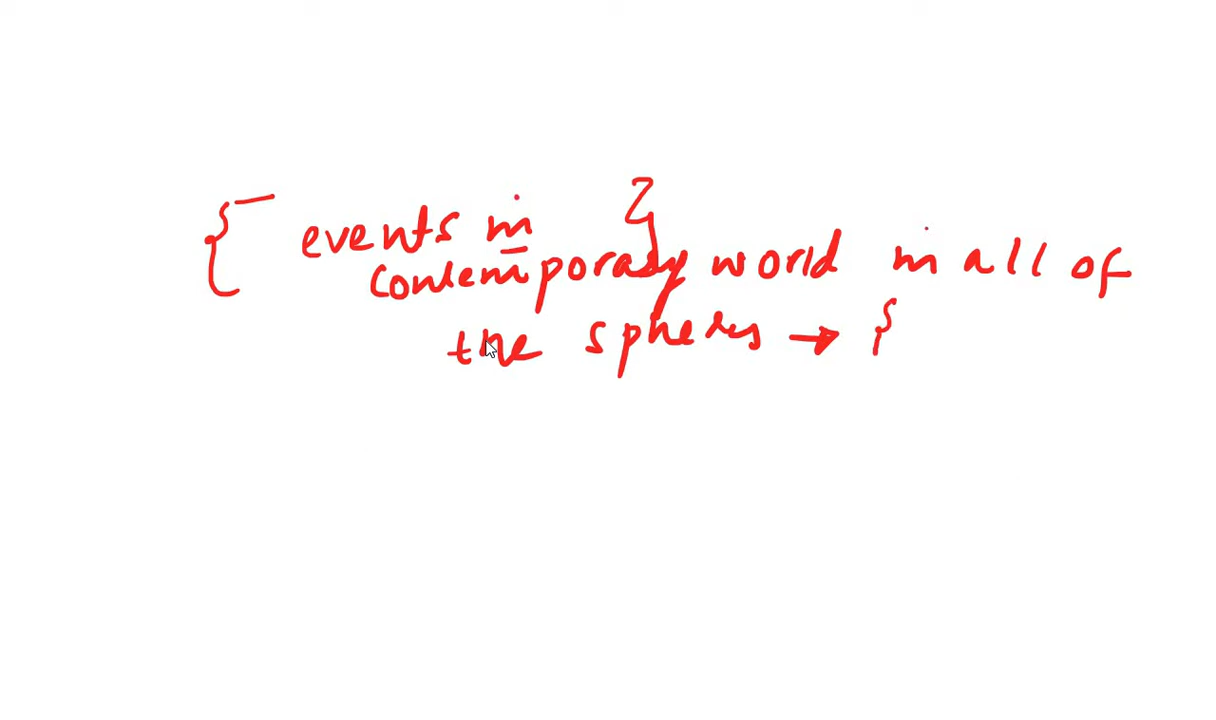 { - events in }
contemporary world in all of
the spheres → {